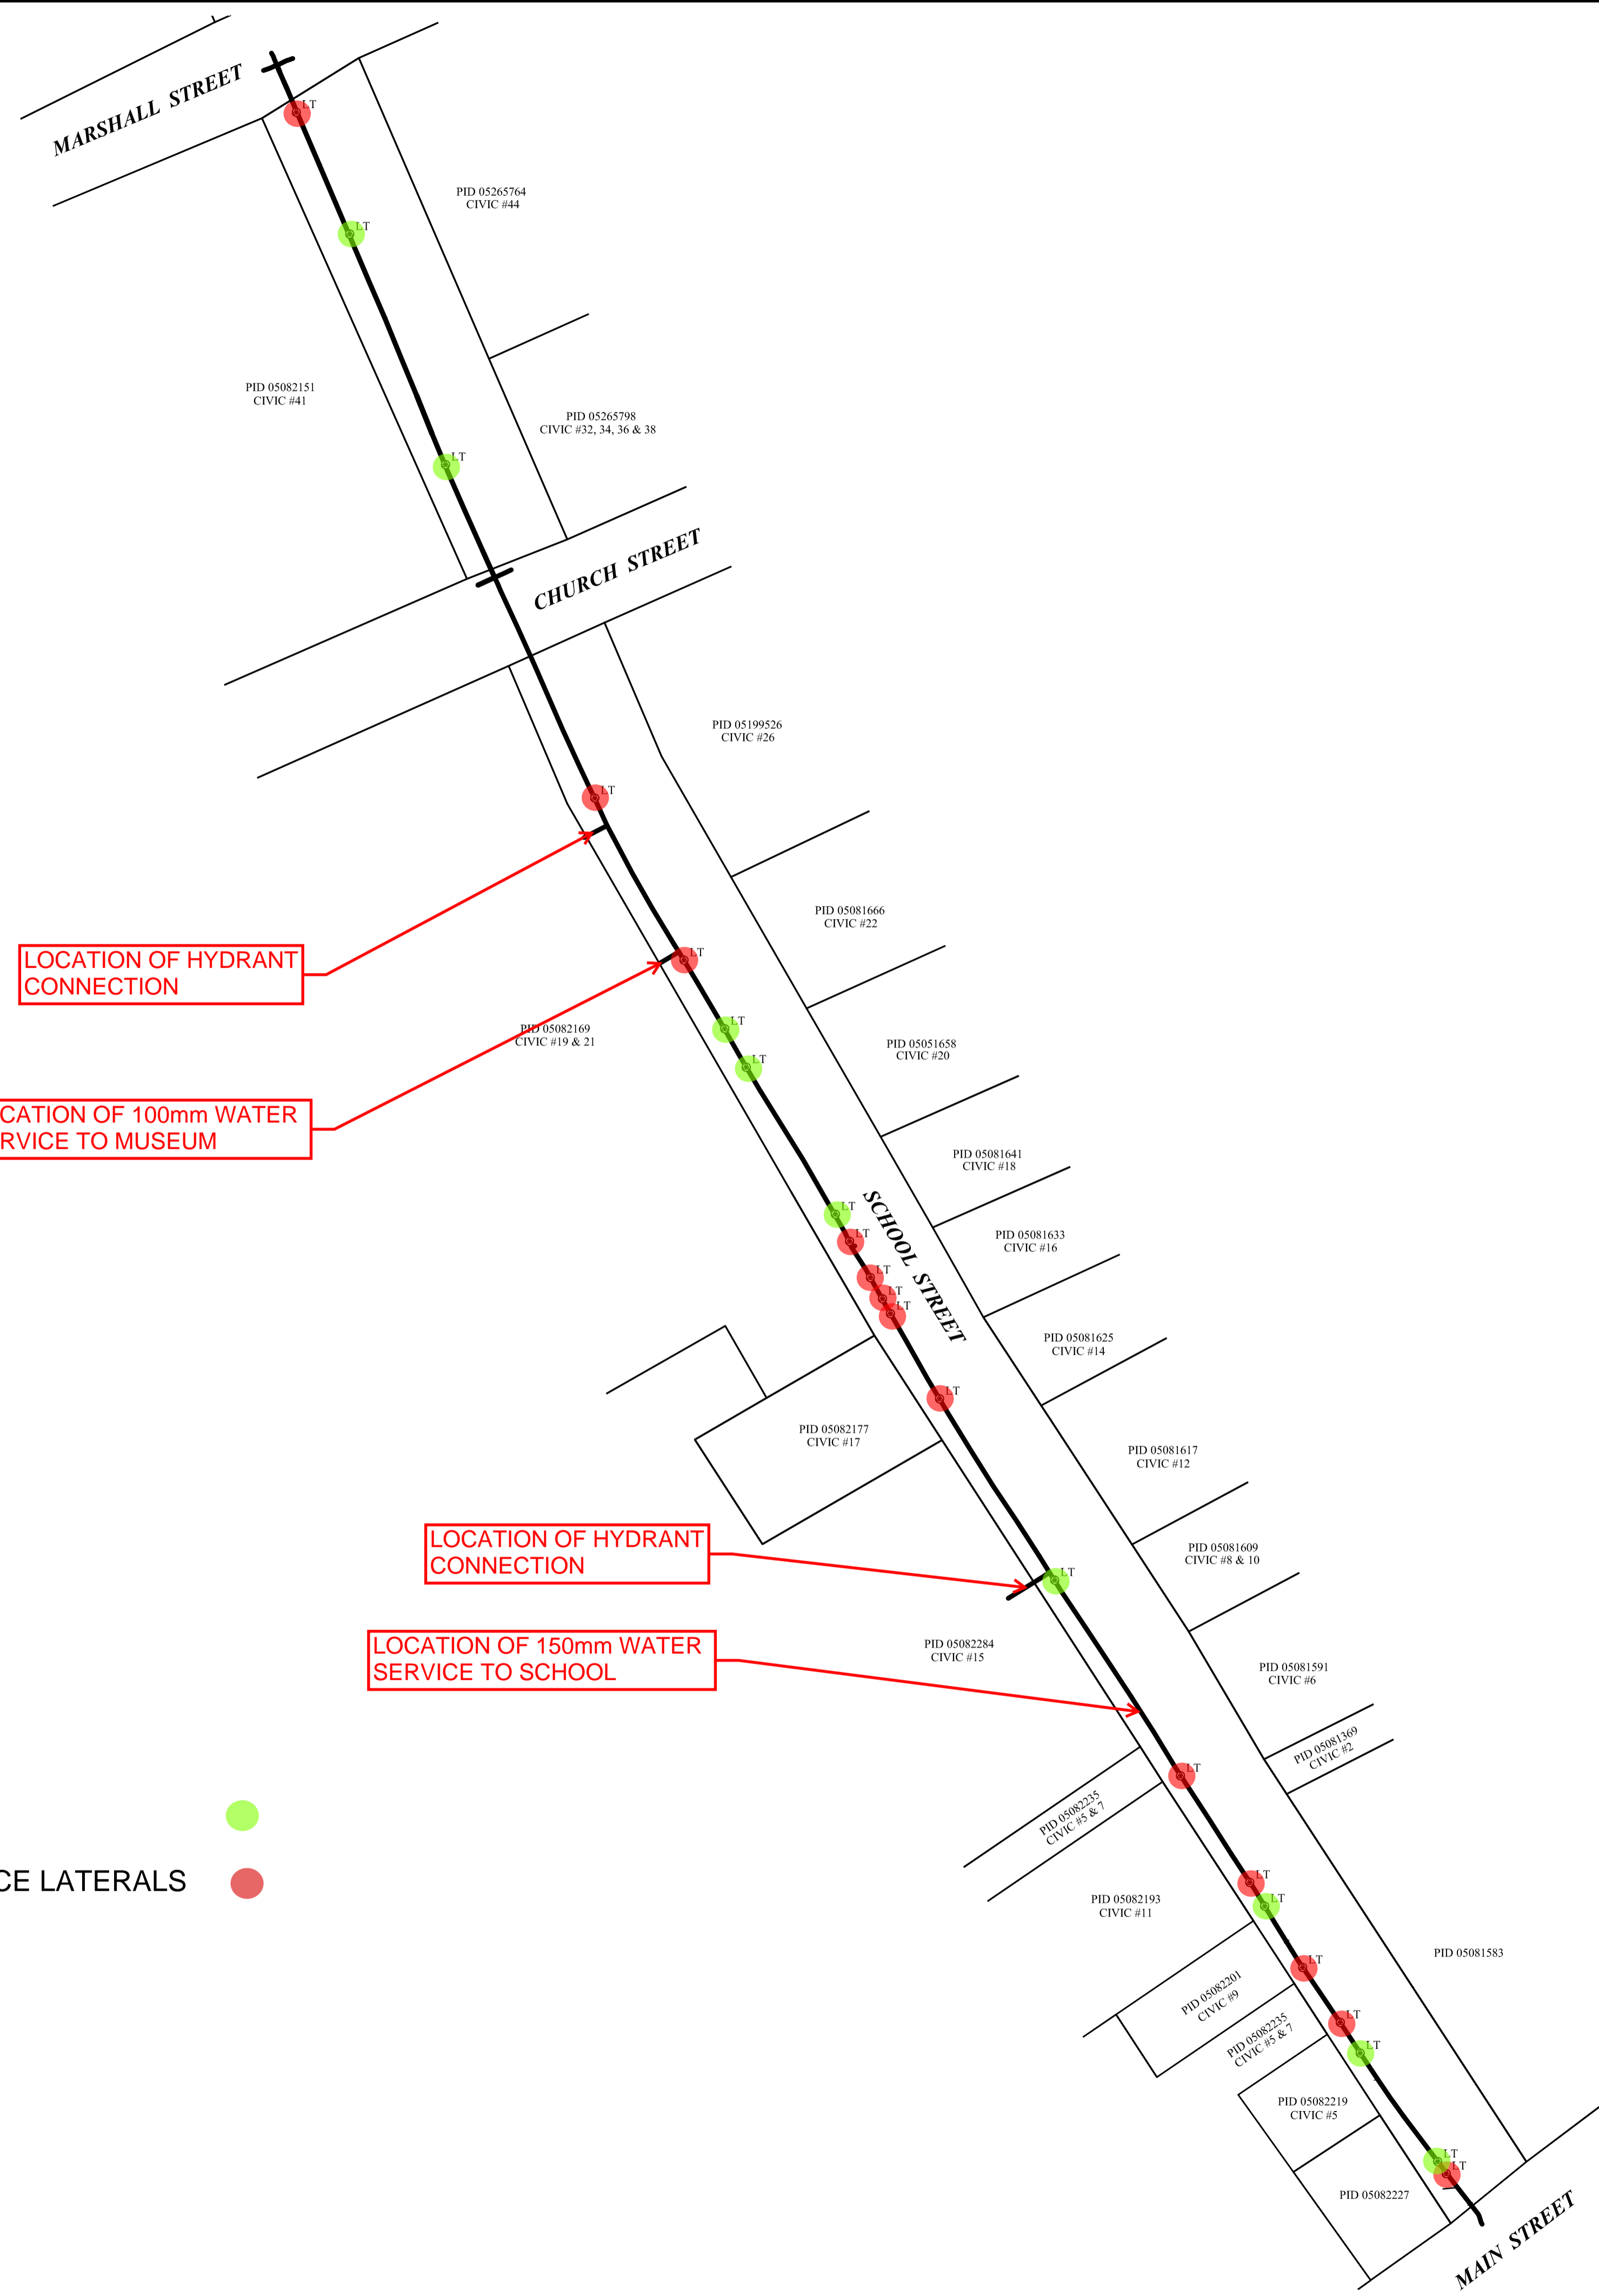 MARSHALL STREET
LT
PID 05265764
CIVIC #44
LT
PID 05082151
CIVIC #41
PID 05265798
CIVIC #32, 34, 36 & 38
LT
CHURCH STREET
PID 05199526
CIVIC #26
LT
PID 05081666
CIVIC #22
LOCATION OF HYDRANT
CONNECTION
LT
PID 05082169
CIVIC #19 & 21
LT
PID 05051658
CIVIC #20
LT
CATION OF 100mm WATER
RVICE TO MUSEUM
PID 05081641
CIVIC #18
LT
SCHOOL STREET
LT
PID 05081633
CIVIC #16
LT
LT
LT
PID 05081625
CIVIC #14
LT
PID 05082177
CIVIC #17
PID 05081617
CIVIC #12
LOCATION OF HYDRANT
CONNECTION
PID 05081609
CIVIC #8 & 10
LT
LOCATION OF 150mm WATER
SERVICE TO SCHOOL
PID 05082284
CIVIC #15
PID 05081591
CIVIC #6
PID 05081369
CIVIC #2
LT
PID 05082235
CIVIC #5 & 7
CE LATERALS
LT
LT
PID 05082193
CIVIC #11
PID 05081583
LT
PID 05082201
CIVIC #9
LT
PID 05082235
CIVIC #5 & 7
LT
PID 05082219
CIVIC #5
LT
LT
PID 05082227
MAIN STREET